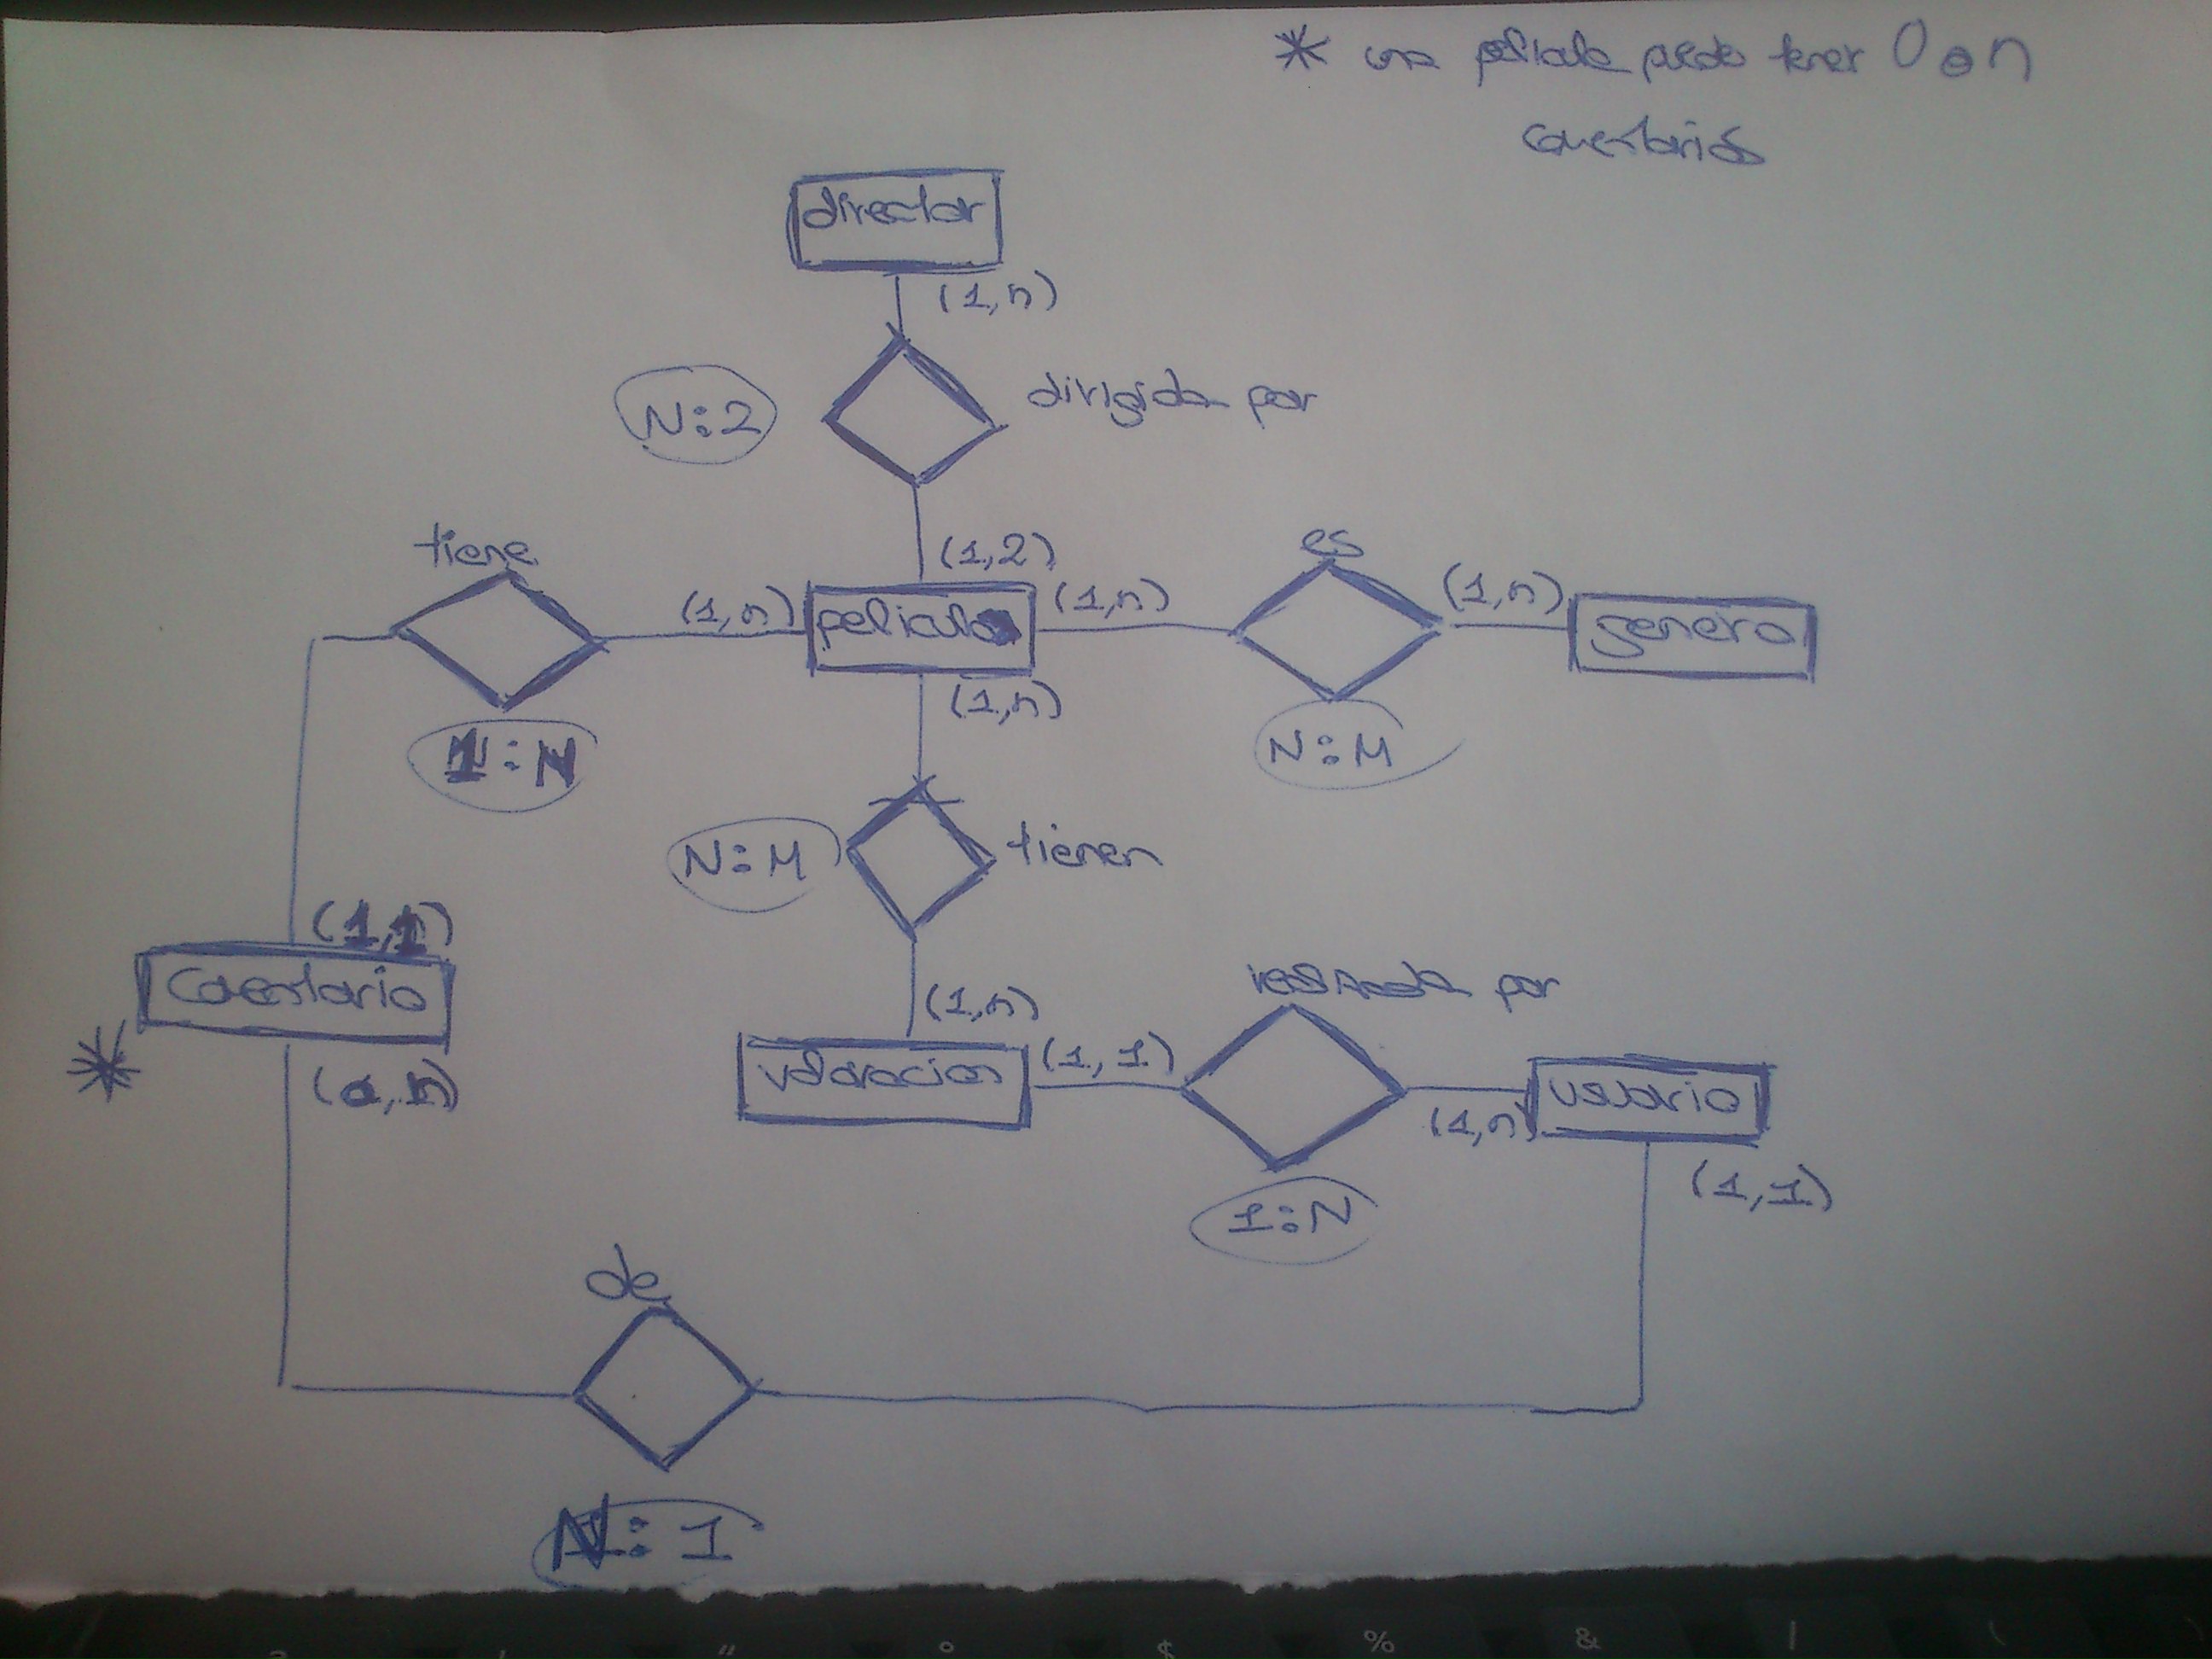 * una pelicula puede tener 0 o n
comentarios
director
(1,n)
N:2
dirigida por
(1,2)
tiene
es
(1,n)
pelicula
(1,n)
(1,n)
genero
1:N
(1,n)
N:M
N:M
tienen
(1,1)
Comentario
*
(0,n)
(1,n)
valoracion
(1,1)
realizada por
(1,n)
usuario
(1,1)
1:N
de
N:1
" º $ % & | (